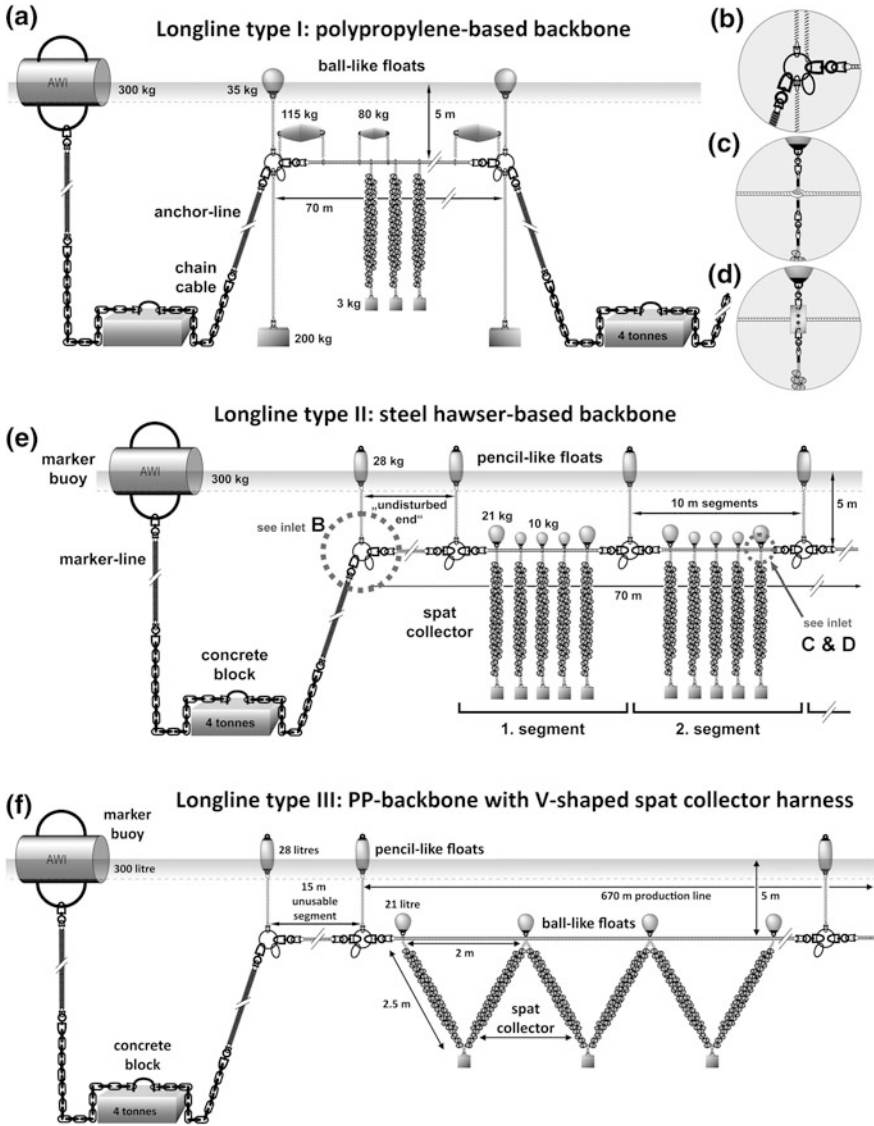 (a)
Longline type I: polypropylene-based backbone
(b)
AWI
300 kg
35 kg
ball-like floats
5 m
115 kg
80 kg
(c)
anchor-line
70 m
chain
cable
(d)
3 kg
200 kg
4 tonnes
(e)
Longline type II: steel hawser-based backbone
marker
buoy
AWI
300 kg
28 kg
pencil-like floats
„undisturbed
end“
10 m segments
5 m
see inlet B
21 kg
10 kg
marker-line
70 m
spat
collector
see inlet
C & D
concrete
block
4 tonnes
1. segment
2. segment
(f)
Longline type III: PP-backbone with V-shaped spat collector harness
marker
buoy
AWI
300 litre
28 litres
pencil-like floats
15 m
unusable
segment
670 m production line
5 m
21 litre
ball-like floats
2 m
2.5 m
spat
collector
concrete
block
4 tonnes